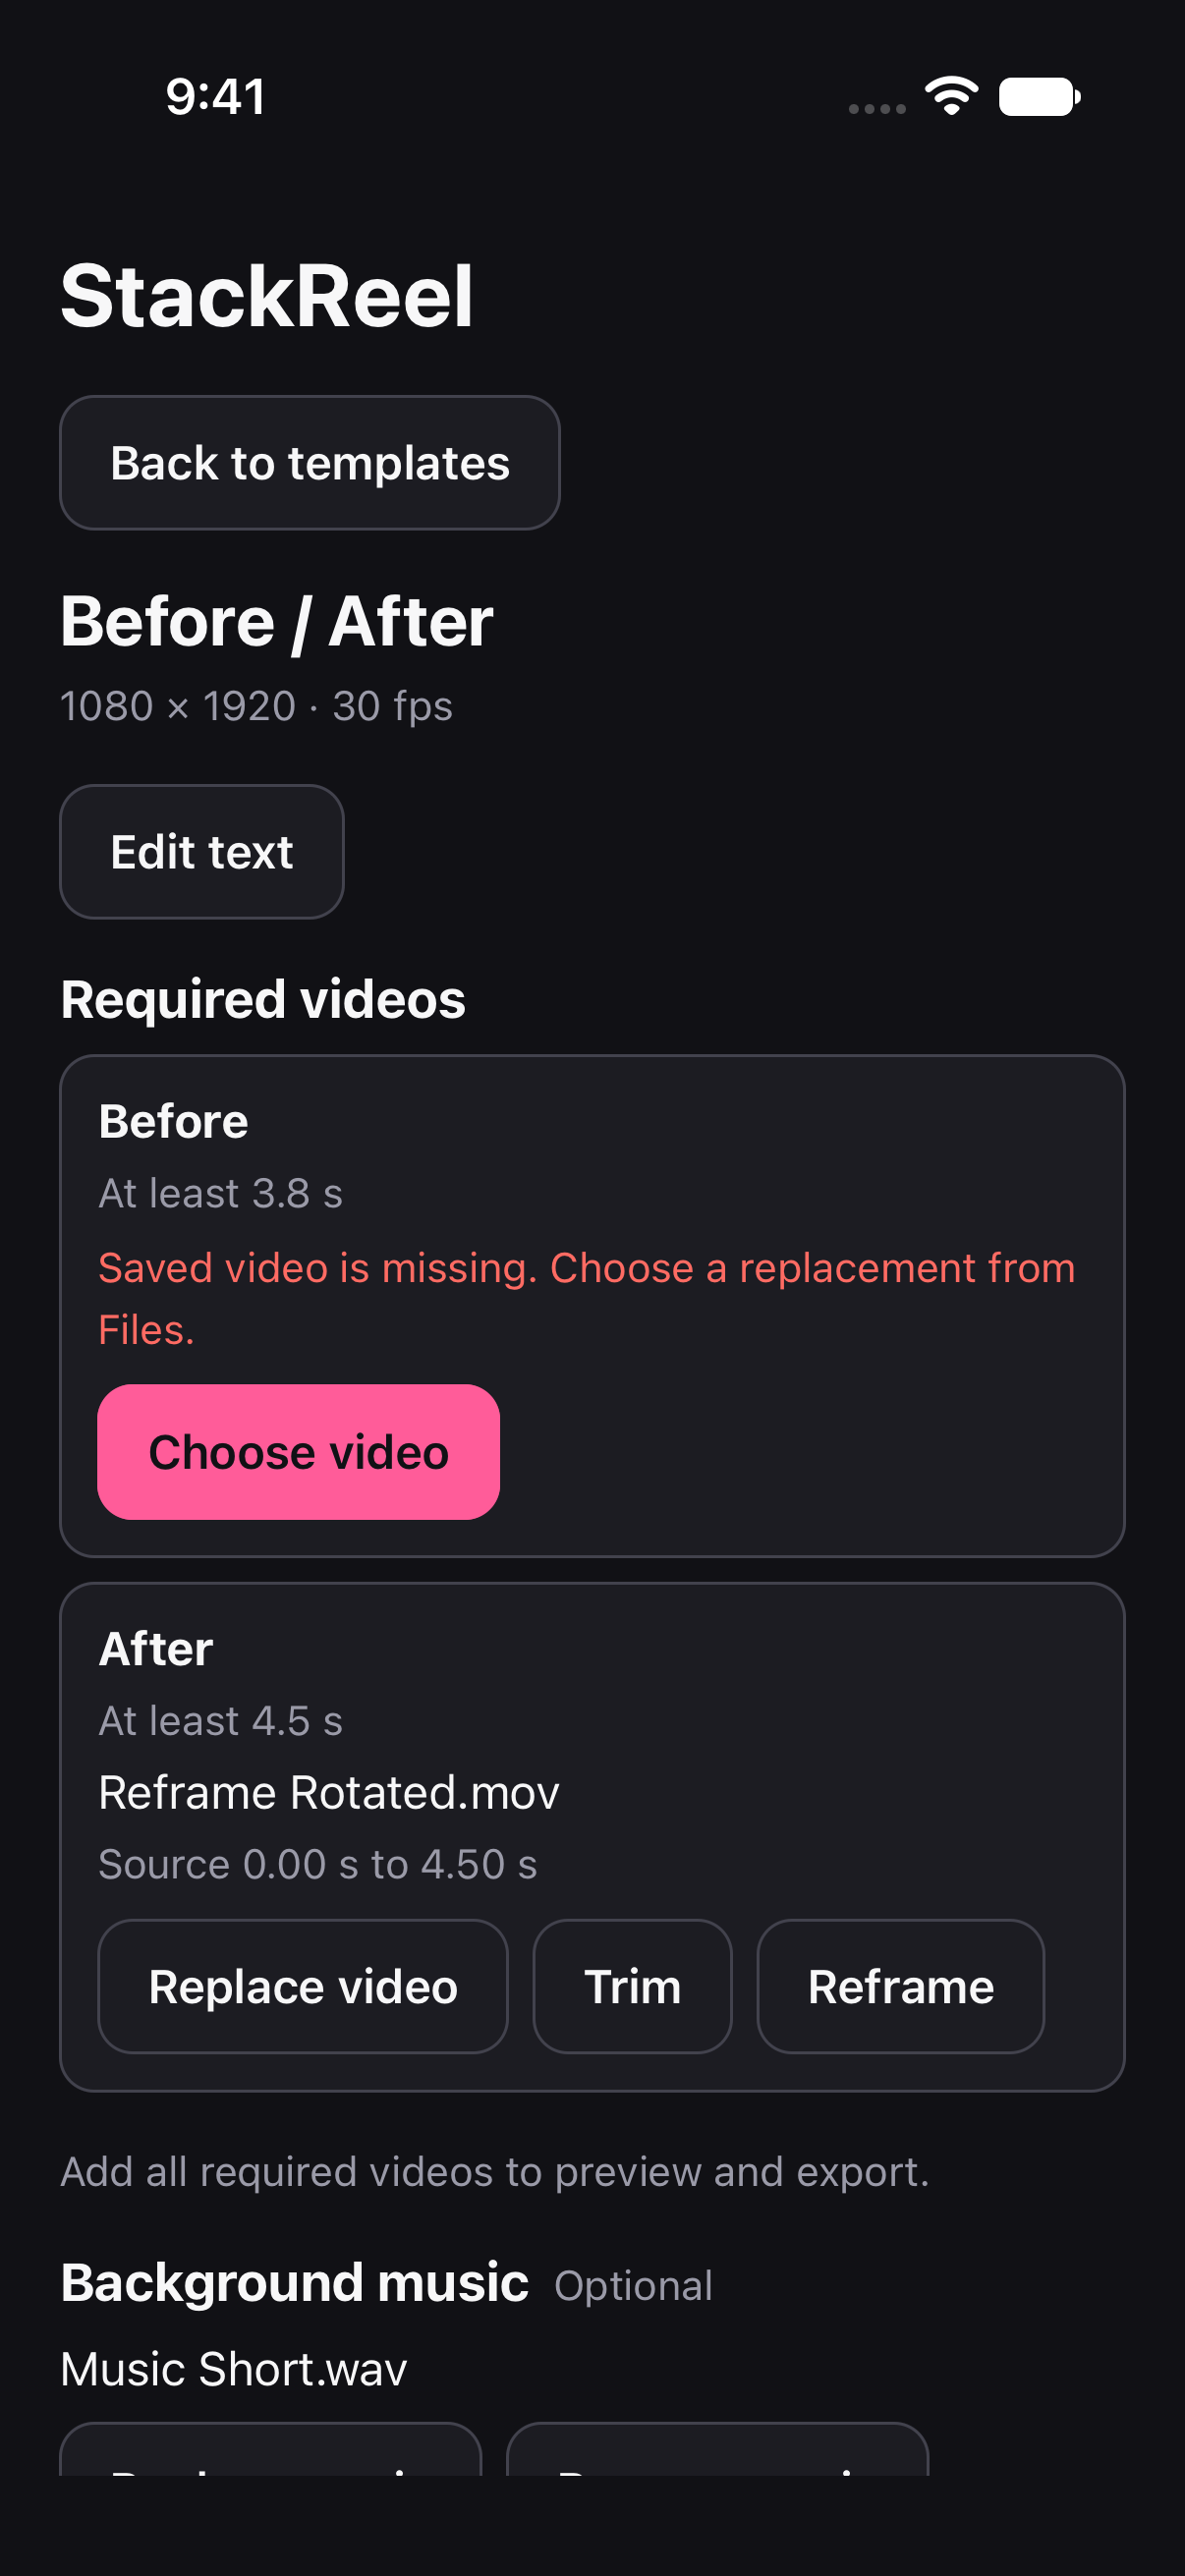 9:41
StackReel
Back to templates
Before / After
1080 × 1920 · 30 fps
Edit text
Required videos
Before
At least 3.8 s
Saved video is missing. Choose a replacement from
Files.
Choose video
After
At least 4.5 s
Reframe Rotated.mov
Source 0.00 s to 4.50 s
Replace video Trim Reframe
Add all required videos to preview and export.
Background music Optional
Music Short.wav